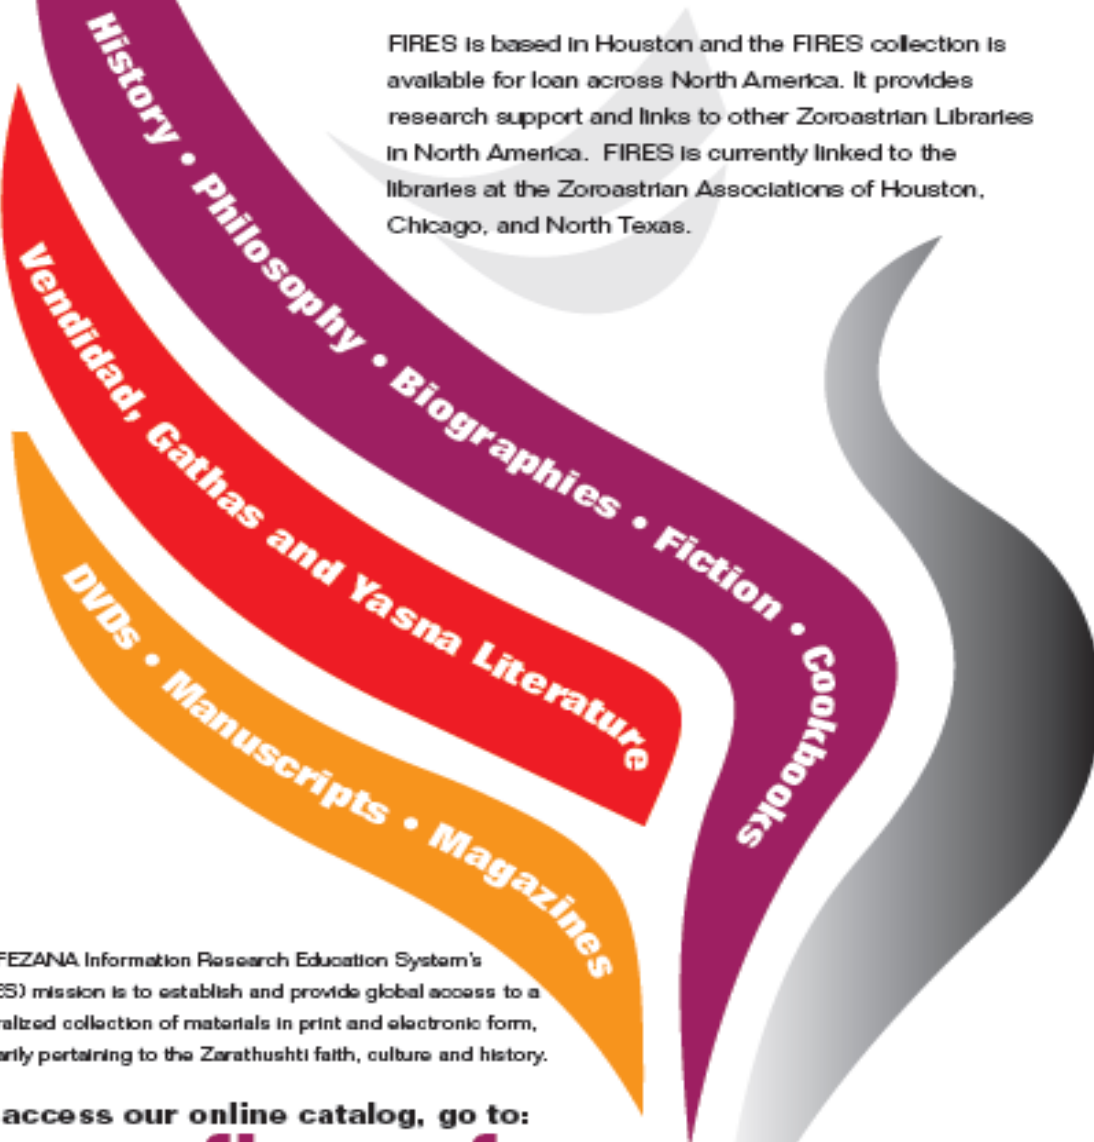 FIRES is based in Houston and the FIRES collection is
available for loan across North America. It provides
research support and links to other Zoroastrian Libraries
in North America. FIRES is currently linked to the
libraries at the Zoroastrian Associations of Houston,
Chicago, and North Texas.
History • Philosophy • Biographies • Fiction • Cookbooks
Vendidad, Gathas and Yasna Literature
DVDs • Manuscripts • Magazines
FEZANA Information Research Education System's
ES) mission is to establish and provide global access to a
ralized collection of materials in print and electronic form,
arily pertaining to the Zarathushti faith, culture and history.
access our online catalog, go to: